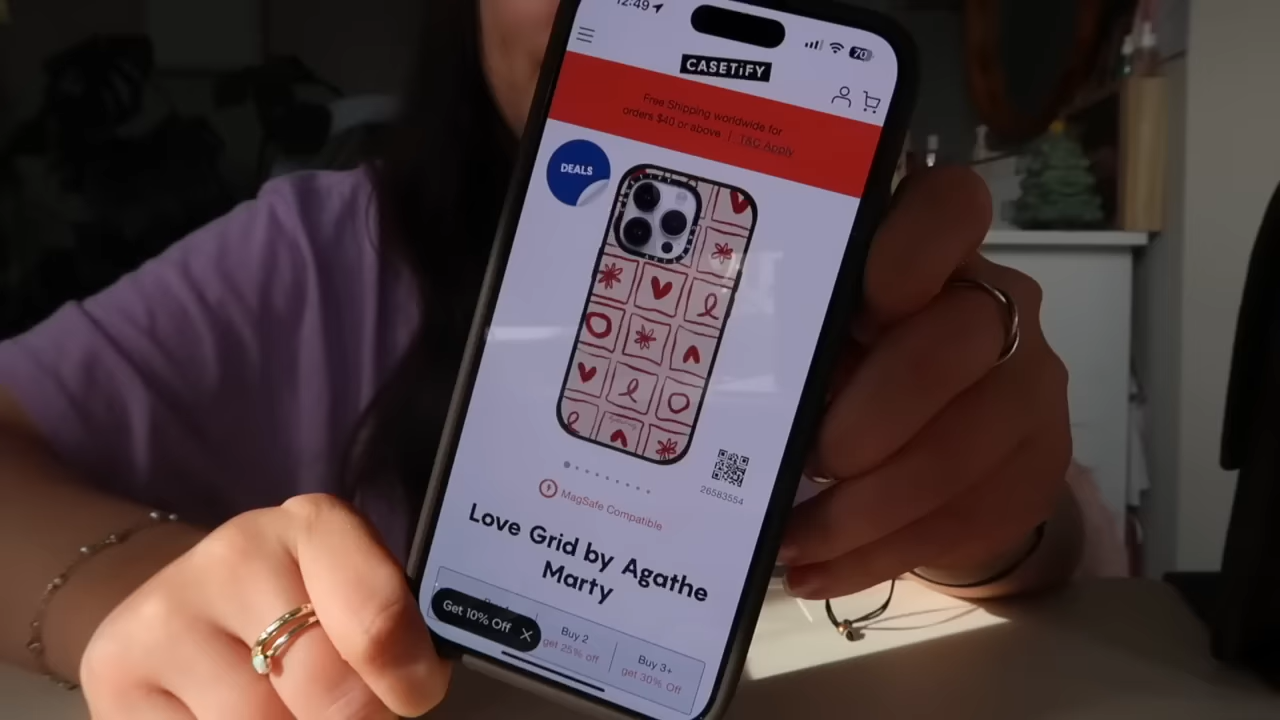 12:49
70
CASETiFY
Free Shipping worldwide for
orders $40 or above | T&C Apply
DEALS
26583554
MagSafe Compatible
Love Grid by Agathe
Marty
Get 10% Off
Buy 2
get 25% off
Buy 3+
get 30% Off